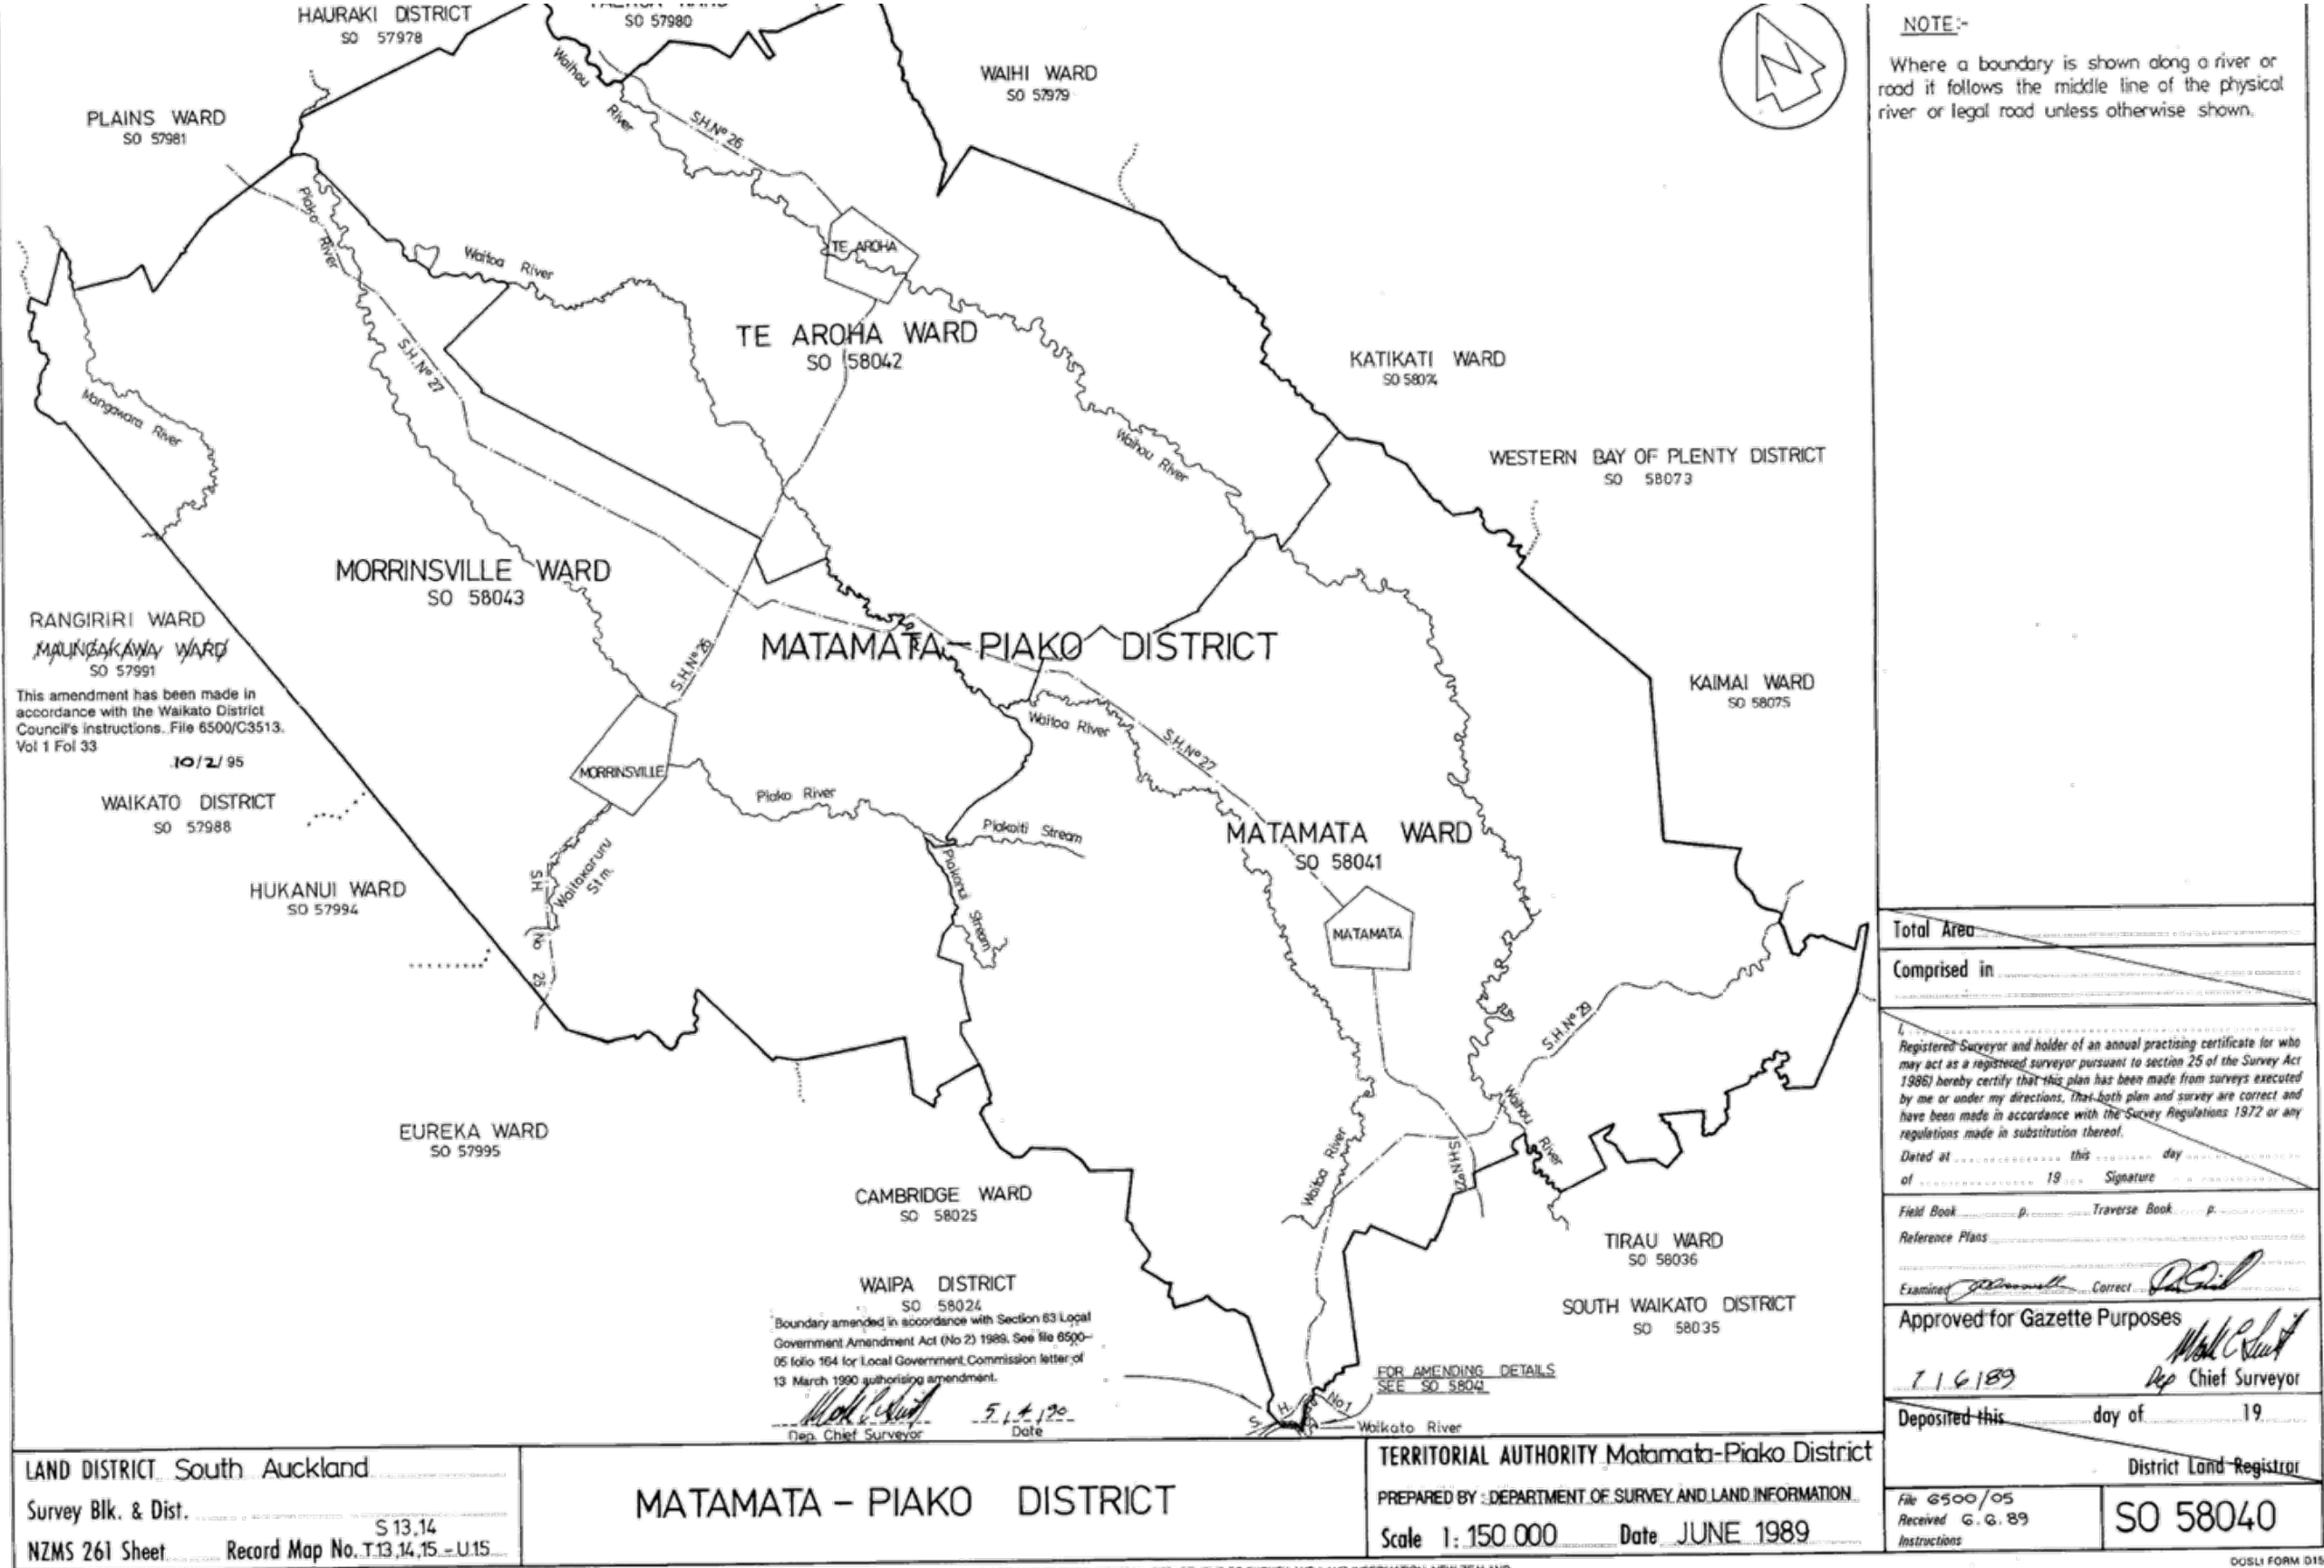 HAURAKI DISTRICT
SO 57978
SO 57980
WAIHI WARD
SO 57979
PLAINS WARD
SO 57981
Waihou
River
S.H.Nº 26
N
Piako
River
Waitoa River
TE AROHA
S.H.Nº 27
TE AROHA WARD
SO 58042
Mangawara River
KATIKATI WARD
SO 58074
Waihou River
WESTERN BAY OF PLENTY DISTRICT
SO 58073
MORRINSVILLE WARD
SO 58043
RANGIRIRI WARD
MAUNGAKAWA WARD
SO 57991
This amendment has been made in
accordance with the Waikato District
Council's instructions. File 6500/C3513.
Vol 1 Fol 33
10/2/95
MATAMATA-PIAKO DISTRICT
S.H.Nº 26
KAIMAI WARD
SO 58075
Waitoa River
S.H.Nº 27
WAIKATO DISTRICT
SO 57988
MORRINSVILLE
Piako River
Piakoiti Stream
Piakonui
Stream
MATAMATA WARD
SO 58041
HUKANUI WARD
SO 57994
S.H.
No
26
Waitakaruru
Stm.
MATAMATA
S.H.Nº 29
EUREKA WARD
SO 57995
Waitoa River
S.H.Nº27
Waihou
River
CAMBRIDGE WARD
SO 58025
TIRAU WARD
SO 58036
WAIPA DISTRICT
SO 58024
SOUTH WAIKATO DISTRICT
SO 58035
Boundary amended in accordance with Section 63 Local
Government Amendment Act (No 2) 1989. See file 6500-
05 folio 164 for Local Government Commission letter of
13 March 1990 authorising amendment.
5/4/90
Dep. Chief Surveyor Date
FOR AMENDING DETAILS
SEE SO 58041
S. H. No1
Waikato River
NOTE:-
Where a boundary is shown along a river or
road it follows the middle line of the physical
river or legal road unless otherwise shown.
Total Area
Comprised in
I,
Registered Surveyor and holder of an annual practising certificate (or who
may act as a registered surveyor pursuant to section 25 of the Survey Act
1986) hereby certify that this plan has been made from surveys executed
by me or under my directions, that both plan and survey are correct and
have been made in accordance with the Survey Regulations 1972 or any
regulations made in substitution thereof.
Dated at this day
of 19 Signature
Field Book p. Traverse Book p.
Reference Plans
Examined Correct
Approved for Gazette Purposes
7/6/89 Dep Chief Surveyor
Deposited this day of 19
District Land Registrar
File 6500/05
Received 6.6.89
Instructions
SO 58040
LAND DISTRICT South Auckland
Survey Blk. & Dist.
NZMS 261 Sheet Record Map No. S 13,14
T13,14,15 - U15
MATAMATA - PIAKO DISTRICT
TERRITORIAL AUTHORITY Matamata-Piako District
PREPARED BY : DEPARTMENT OF SURVEY AND LAND INFORMATION
Scale 1: 150 000 Date JUNE 1989
DOSLI FORM